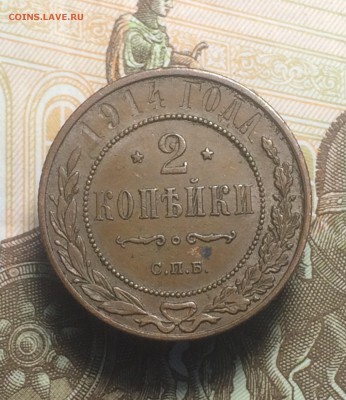 COINS.LAVE.RU
1914 ГОДА
2
КОПѢЙКИ
С.П.Б.